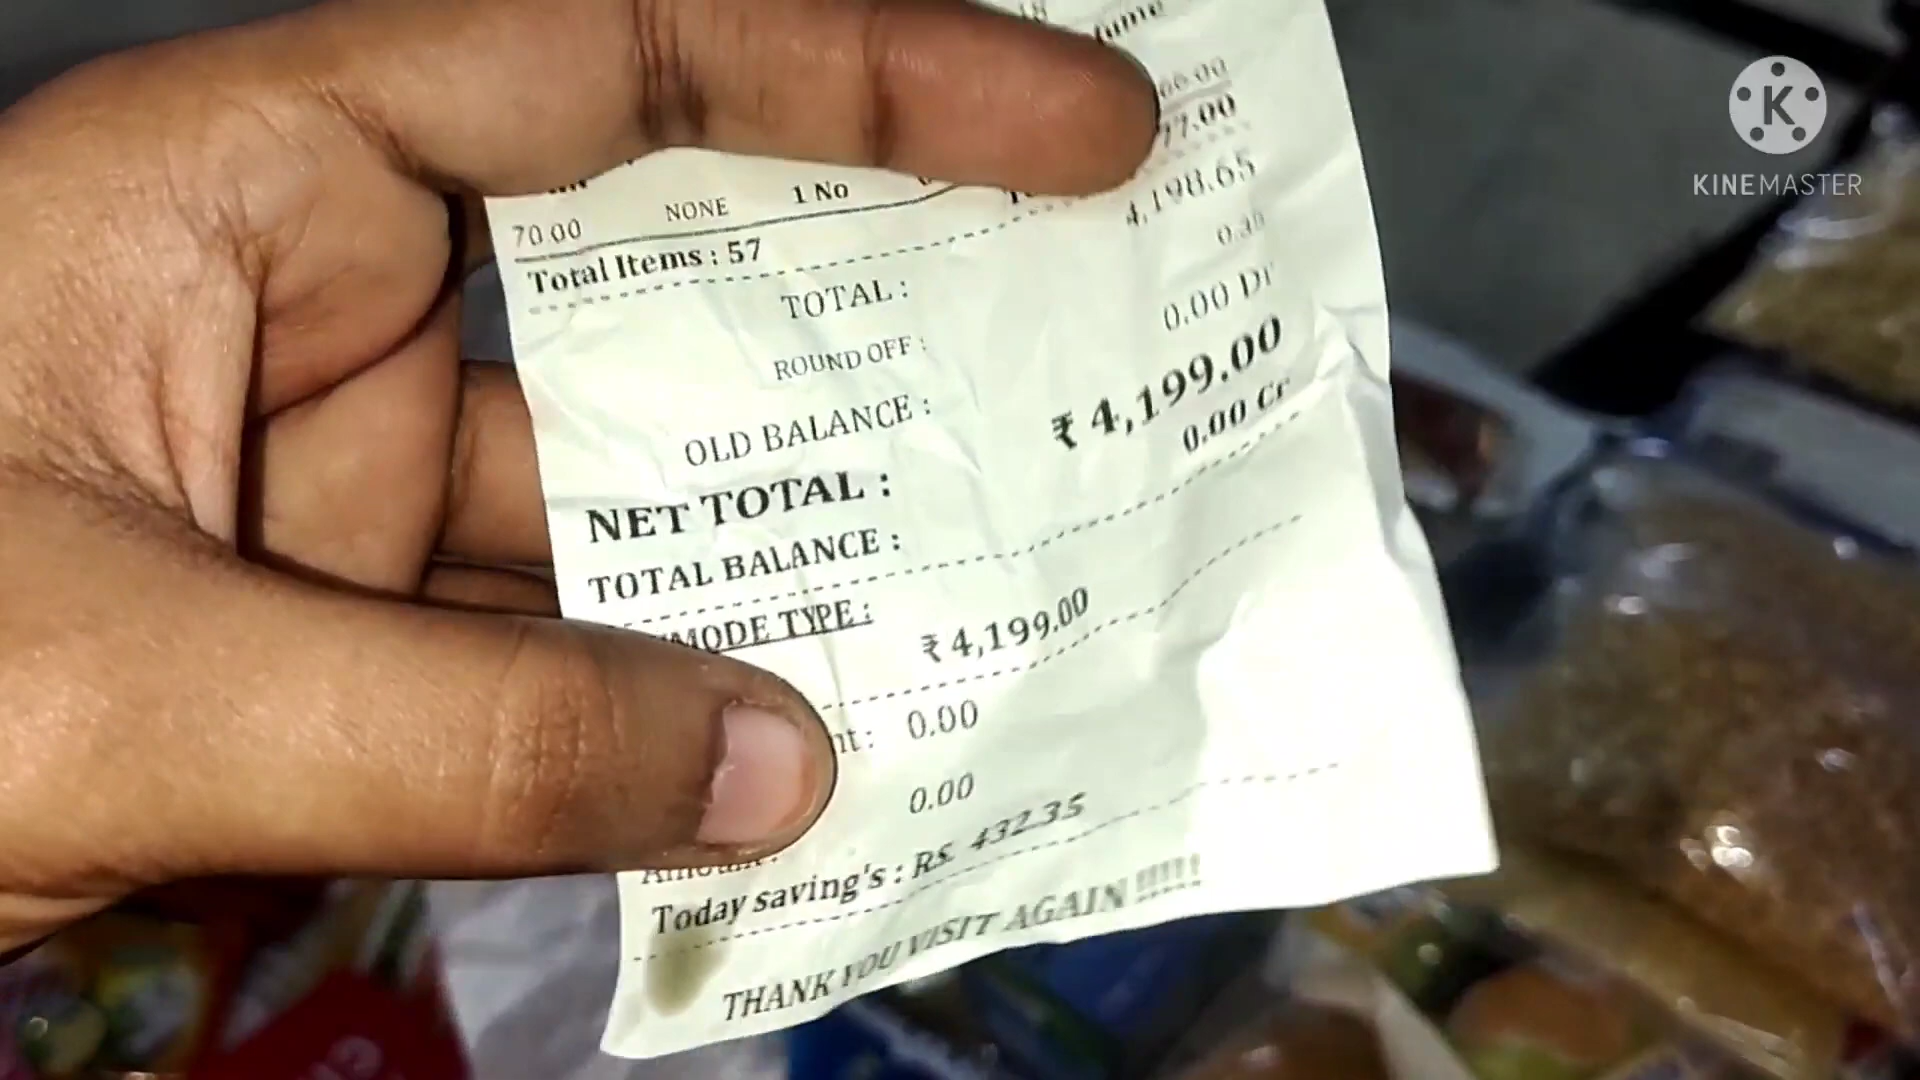 66.00
77.00
70.00 NONE 1 No
Total Items : 57
TOTAL : 4,198.65
ROUND OFF : 0.35
OLD BALANCE : 0.00 Dr
NET TOTAL : ₹ 4,199.00
TOTAL BALANCE : 0.00 Cr
MODE TYPE :
₹ 4,199.00
0.00
0.00
Amount :
Today saving's : RS. 432.35
THANK YOU VISIT AGAIN !!!!!
KINEMASTER